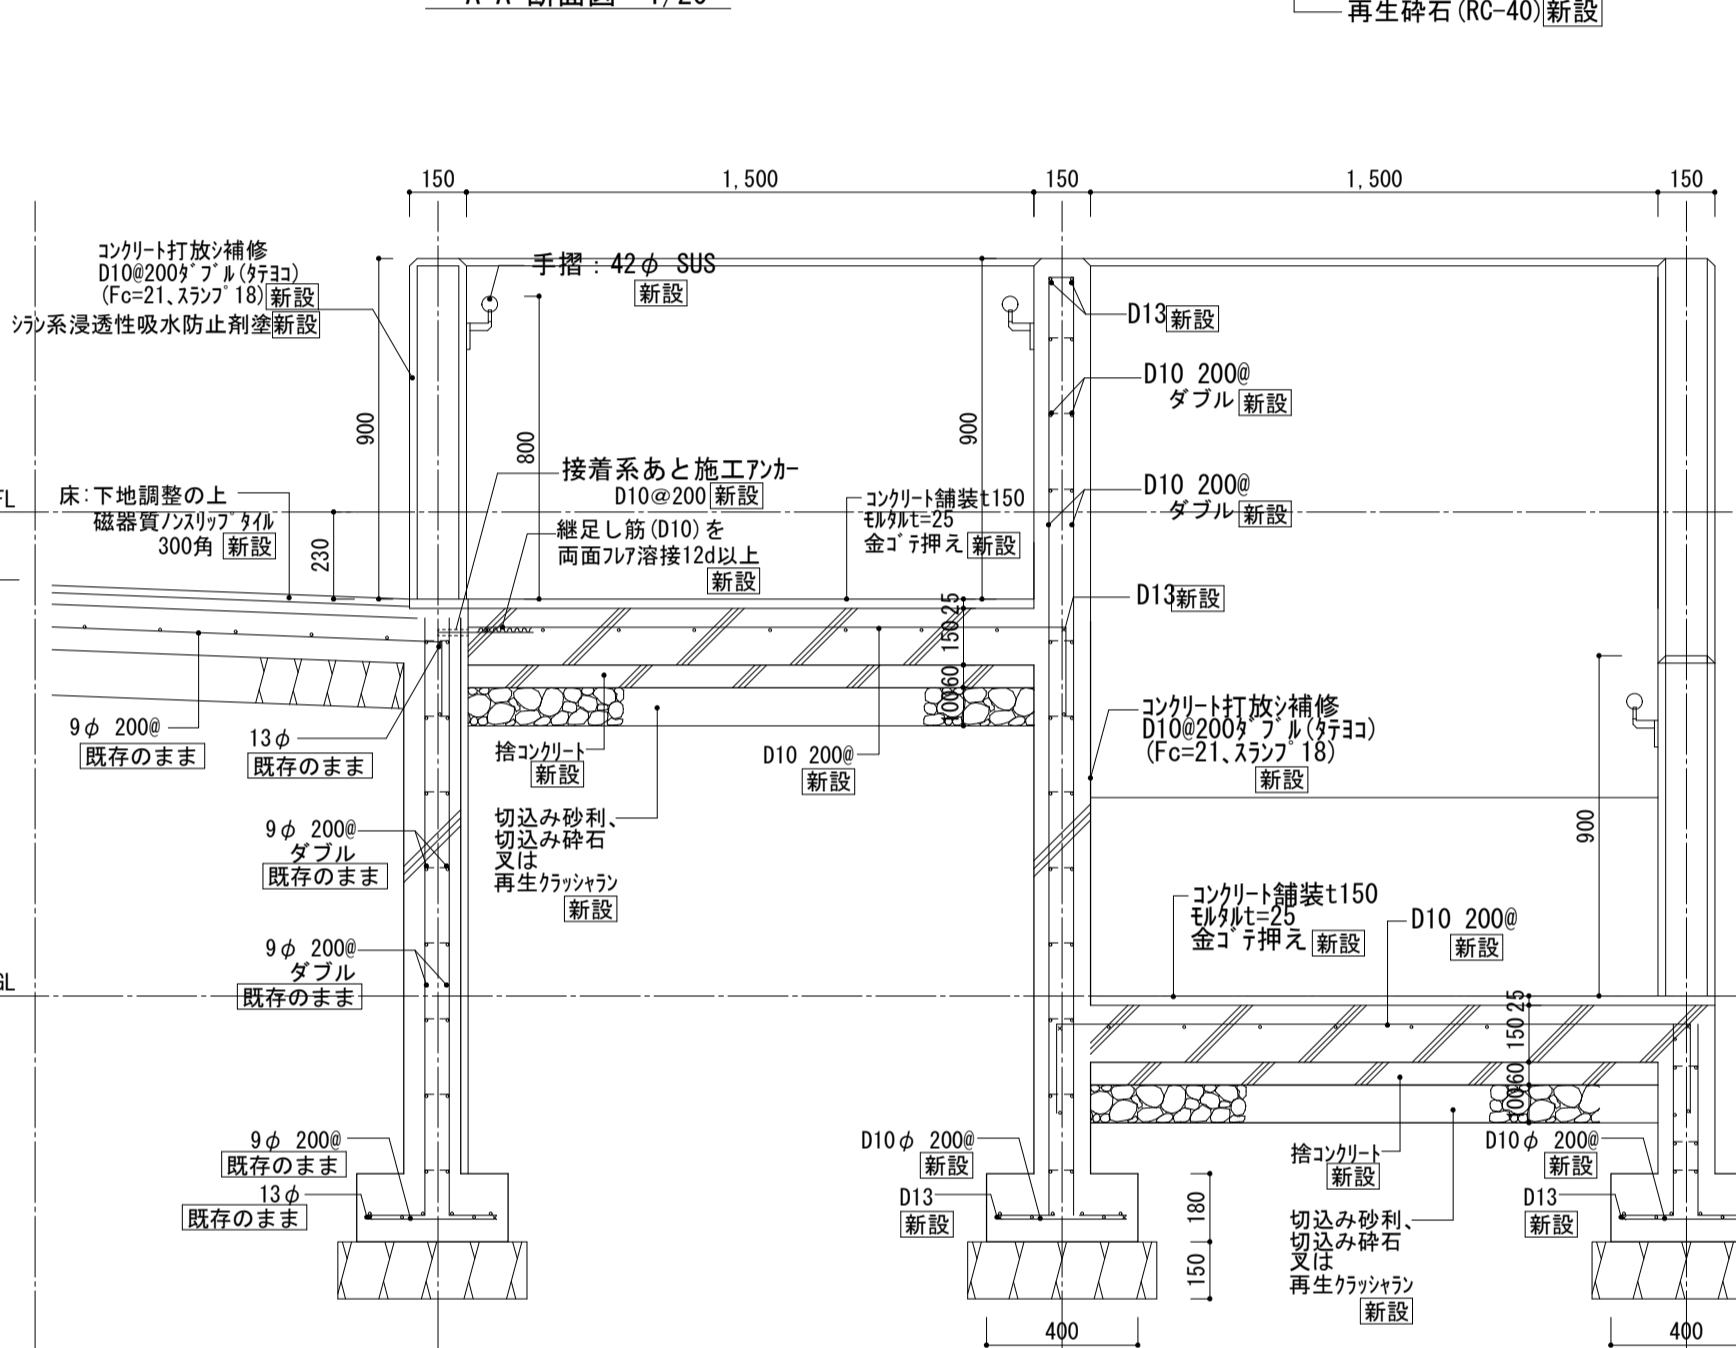 A-A 断面図 1/20
再生砕石(RC-40)新設
150
1,500
150
1,500
150
コンクリート打放シ補修
D10@200ダブル(タテヨコ)
(Fc=21、スランプ18)新設
シラン系浸透性吸水防止剤塗新設
手摺:42φ SUS
新設
900
800
900
D13新設
D10 200@
ダブル新設
D10 200@
ダブル新設
D13新設
FL
床:下地調整の上
磁器質ノンスリップタイル
300角 新設
230
接着系あと施工アンカー
D10@200新設
継足し筋(D10)を
両面フレア溶接12d以上
新設
コンクリート舗装t150
モルタルt=25
金ゴテ押え新設
25
150
60
100
9φ 200@
既存のまま
13φ
既存のまま
捨コンクリート
新設
D10 200@
新設
コンクリート打放シ補修
D10@200ダブル(タテヨコ)
(Fc=21、スランプ18)
新設
切込み砂利、
切込み砕石
叉は
再生クラッシャラン
新設
9φ 200@
ダブル
既存のまま
900
コンクリート舗装t150
モルタルt=25
金ゴテ押え新設
D10 200@
新設
9φ 200@
ダブル
既存のまま
GL
25
150
60
100
9φ 200@
既存のまま
13φ
既存のまま
D10φ 200@
新設
D13
新設
捨コンクリート
新設
D10φ 200@
新設
D13
新設
180
150
切込み砂利、
切込み砕石
叉は
再生クラッシャラン
新設
400
400